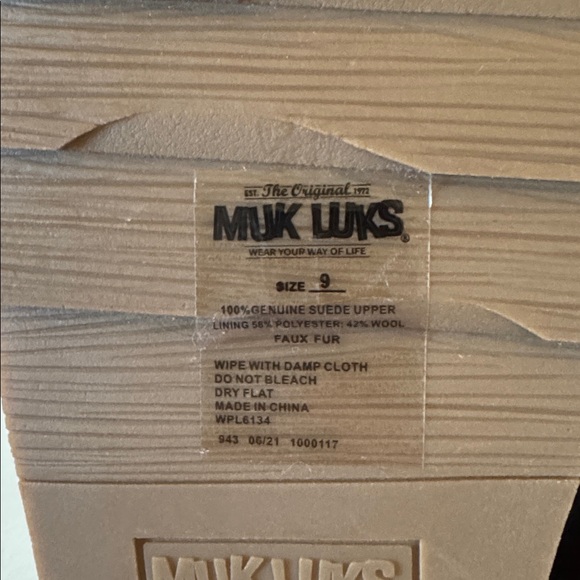 EST. The Original 1972
MUK LUKS®
WEAR YOUR WAY OF LIFE
SIZE 9
100% GENUINE SUEDE UPPER
LINING 58% POLYESTER; 42% WOOL
FAUX FUR
WIPE WITH DAMP CLOTH
DO NOT BLEACH
DRY FLAT
MADE IN CHINA
WPL6134
943 06/21 1000117
MUK LUKS